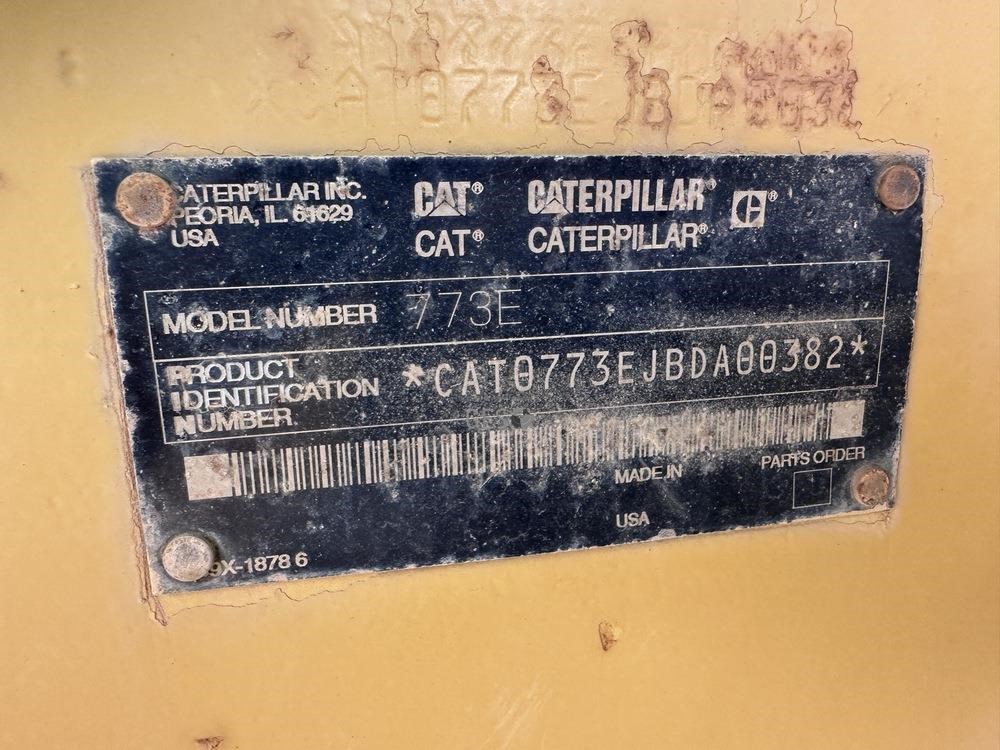 CATERPILLAR INC.
PEORIA, IL 61629
USA
CAT®
CAT®
CATERPILLAR®
CATERPILLAR®
C®
MODEL NUMBER 773E
PRODUCT
IDENTIFICATION
NUMBER
*CAT0773EJBDA00382*
MADE IN
USA
PARTS ORDER
9X-1878 6